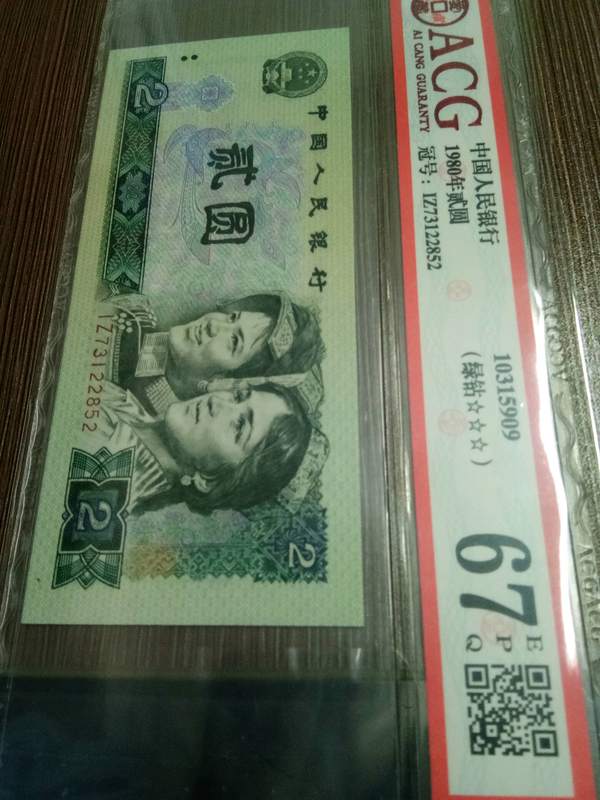 ACG
AI CANG GUARANTY
中国人民银行
1980年贰圆
冠号：IZ73122852
10315909
（绿钻☆☆☆）
67
EPQ
中国人民银行
贰圆
2
IZ73122852
2
2